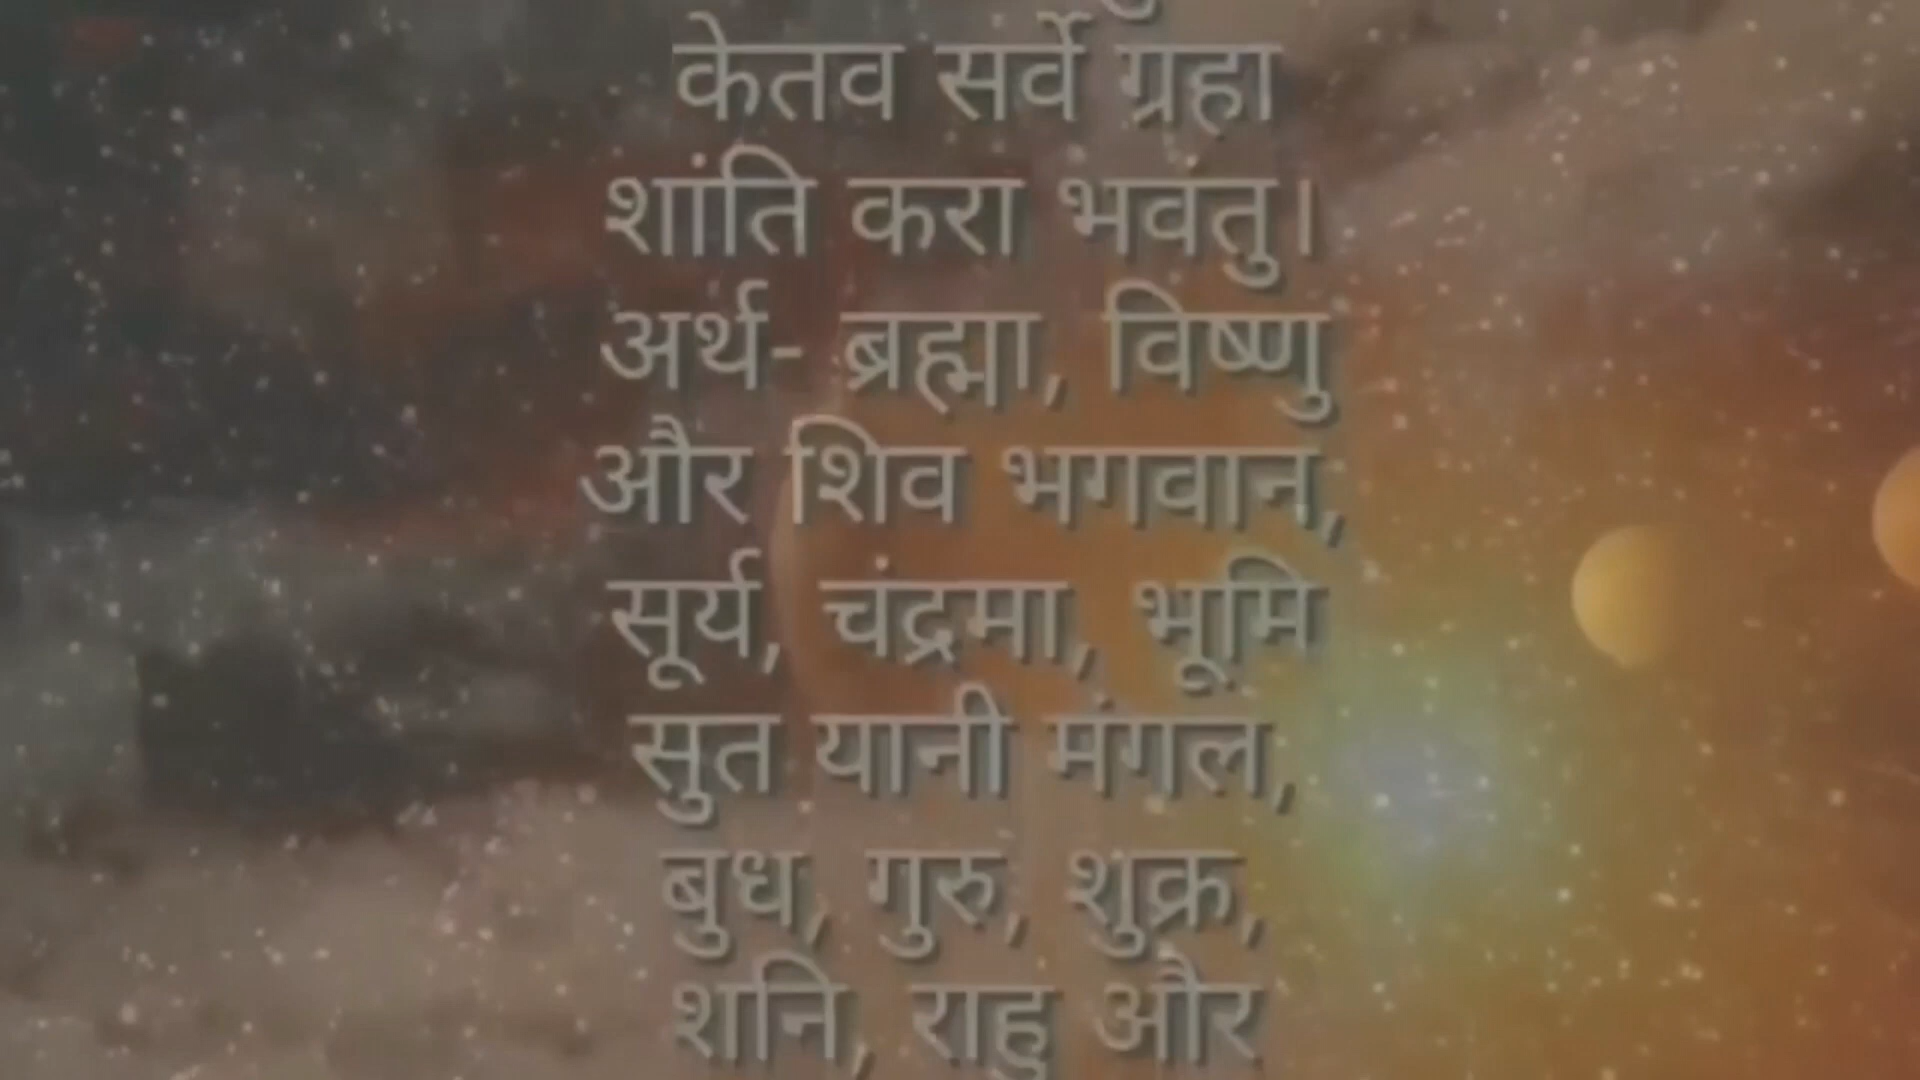 केतव सर्वे ग्रहा
शांति करा भवंतु।
अर्थ- ब्रह्मा, विष्णु
और शिव भगवान,
सूर्य, चंद्रमा, भूमि
सुत यानी मंगल,
बुध, गुरु, शुक्र,
शनि, राहु और